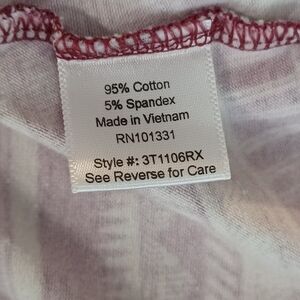 95% Cotton
5% Spandex
Made in Vietnam
RN101331
Style #: 3T1106RX
See Reverse for Care